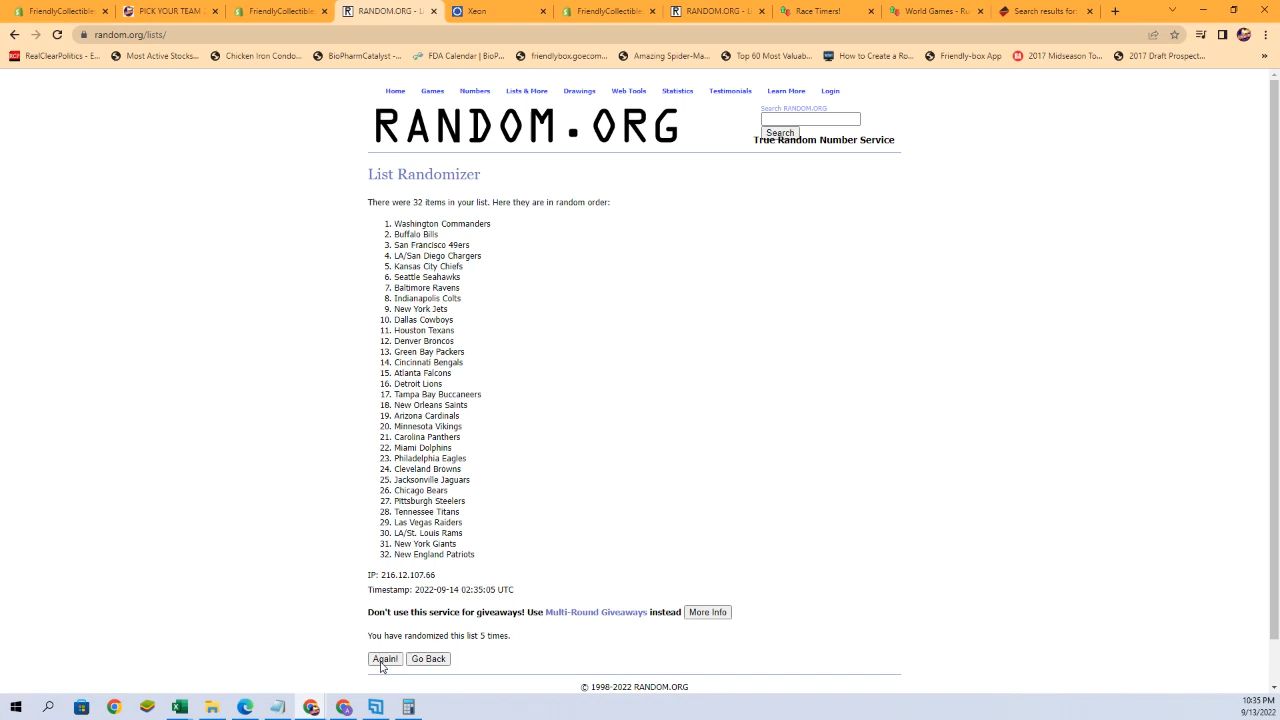 FriendlyCollectible
PICK YOUR TEAM
FriendlyCollectible
RANDOM.ORG - L
Xeno
FriendlyCollectible
RANDOM.ORG - L
Race Times!
World Games - Ru
Search results for:
random.org/lists/
RealClearPolitics - E...
Most Active Stocks...
Chicken Iron Condo...
BioPharmCatalyst -...
FDA Calendar | BioP...
friendlybox.geoper...
Amazing Spider-Ma...
Top 60 Most Valuab...
How to Create a Ro...
Friendly-box App
2017 Midseason To...
2017 Draft Prospect...
Home Games Numbers Lists & More Drawings Web Tools Statistics Testimonials Learn More Login
Search RANDOM.ORG
RANDOM.ORG
Search
True Random Number Service
List Randomizer
There were 32 items in your list. Here they are in random order:
1. Washington Commanders
2. Buffalo Bills
3. San Francisco 49ers
4. LA/San Diego Chargers
5. Kansas City Chiefs
6. Seattle Seahawks
7. Baltimore Ravens
8. Indianapolis Colts
9. New York Jets
10. Dallas Cowboys
11. Houston Texans
12. Denver Broncos
13. Green Bay Packers
14. Cincinnati Bengals
15. Atlanta Falcons
16. Detroit Lions
17. Tampa Bay Buccaneers
18. New Orleans Saints
19. Arizona Cardinals
20. Minnesota Vikings
21. Carolina Panthers
22. Miami Dolphins
23. Philadelphia Eagles
24. Cleveland Browns
25. Jacksonville Jaguars
26. Chicago Bears
27. Pittsburgh Steelers
28. Tennessee Titans
29. Las Vegas Raiders
30. LA/St. Louis Rams
31. New York Giants
32. New England Patriots
IP: 216.12.107.66
Timestamp: 2022-09-14 02:35:05 UTC
Don't use this service for giveaways! Use Multi-Round Giveaways instead More Info
You have randomized this list 5 times.
Again! Go Back
© 1998-2022 RANDOM.ORG
10:35 PM
9/13/2022